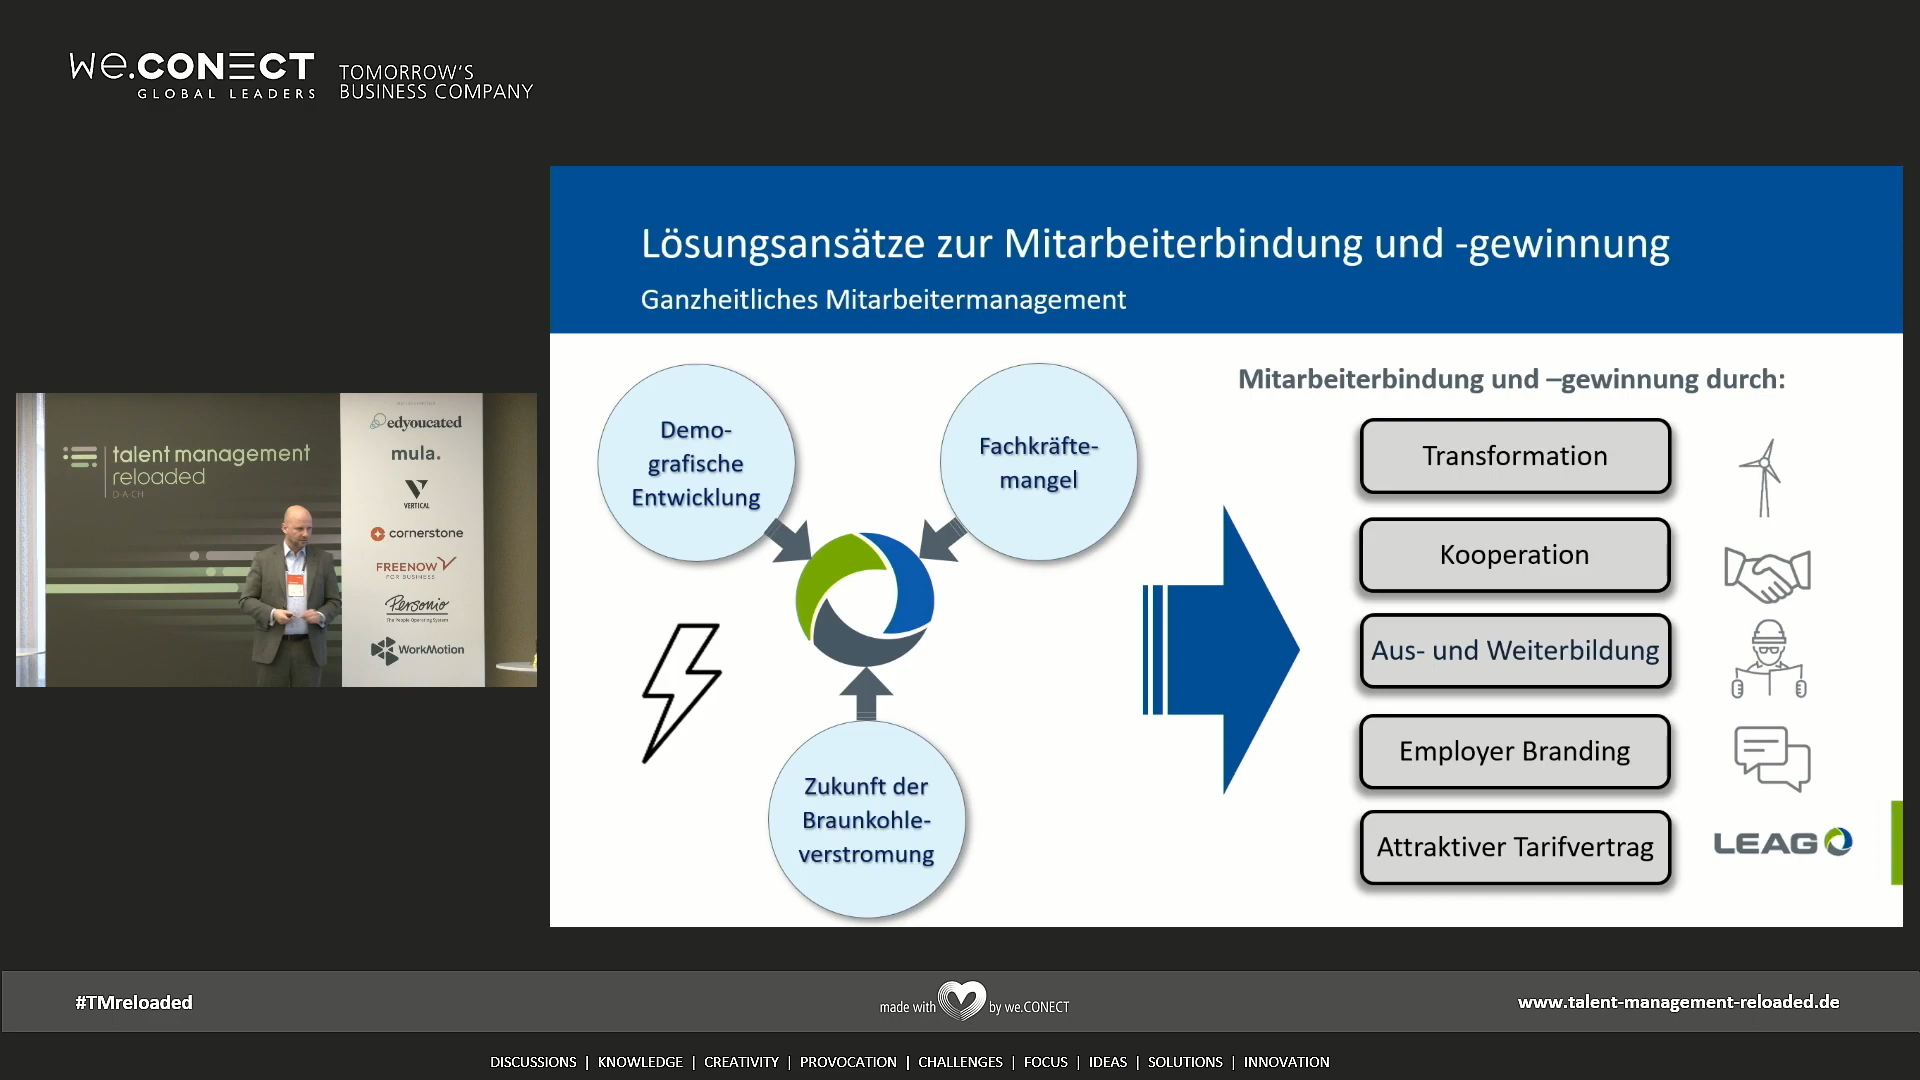 we.CONECT
GLOBAL LEADERS
TOMORROW'S
BUSINESS COMPANY
Lösungsansätze zur Mitarbeiterbindung und -gewinnung
Ganzheitliches Mitarbeitermanagement
Demo-
grafische
Entwicklung
Fachkräfte-
mangel
Zukunft der
Braunkohle-
verstromung
Mitarbeiterbindung und –gewinnung durch:
Transformation
Kooperation
Aus- und Weiterbildung
Employer Branding
Attraktiver Tarifvertrag
LEAG
talent management
reloaded
D·A·CH
edyoucated
mula.
VERTICAL
cornerstone
FREENOW
FOR BUSINESS
Personio
The People Operating System
WorkMotion
#TMreloaded
made with by we.CONECT
www.talent-management-reloaded.de
DISCUSSIONS | KNOWLEDGE | CREATIVITY | PROVOCATION | CHALLENGES | FOCUS | IDEAS | SOLUTIONS | INNOVATION